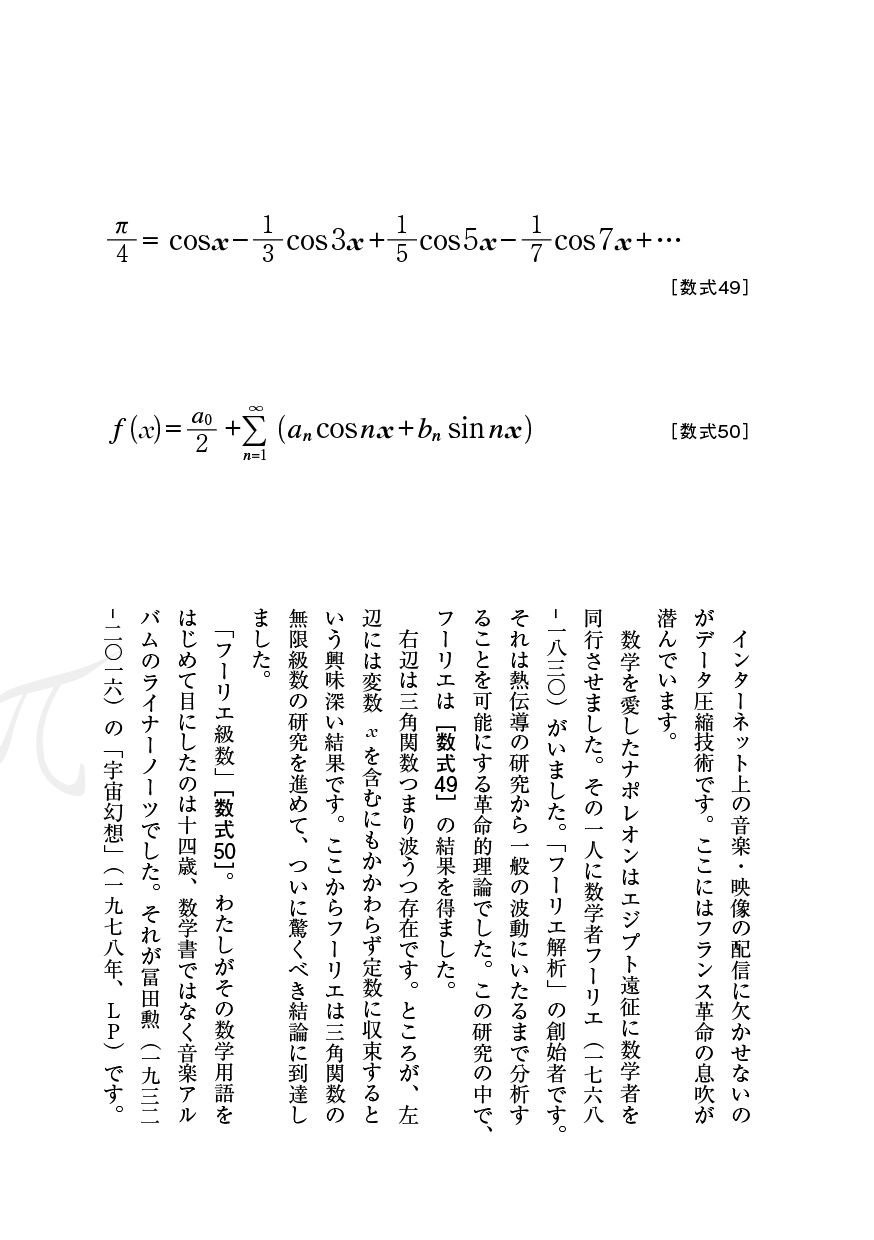 π/4 = cosx − 1/3 cos3x + 1/5 cos5x − 1/7 cos7x + ⋯
［数式49］
f(x) = a₀/2 + ∑_{n=1}^{∞} (aₙ cos nx + bₙ sin nx)
［数式50］
インターネット上の音楽・映像の配信に欠かせないの
がデータ圧縮技術です。ここにはフランス革命の息吹が
潜んでいます。
数学を愛したナポレオンはエジプト遠征に数学者を
同行させました。その一人に数学者フーリエ（一七六八
-一八三〇）がいました。「フーリエ解析」の創始者です。
それは熱伝導の研究から一般の波動にいたるまで分析す
ることを可能にする革命的理論でした。この研究の中で、
フーリエは［数式49］の結果を得ました。
右辺は三角関数つまり波うつ存在です。ところが、左
辺には変数xを含むにもかかわらず定数に収束すると
いう興味深い結果です。ここからフーリエは三角関数の
無限級数の研究を進めて、ついに驚くべき結論に到達し
ました。
「フーリエ級数」［数式50］。わたしがその数学用語を
はじめて目にしたのは十四歳、数学書ではなく音楽アル
バムのライナーノーツでした。それが冨田勲（一九三二
-二〇一六）の「宇宙幻想」（一九七八年、LP）です。
π